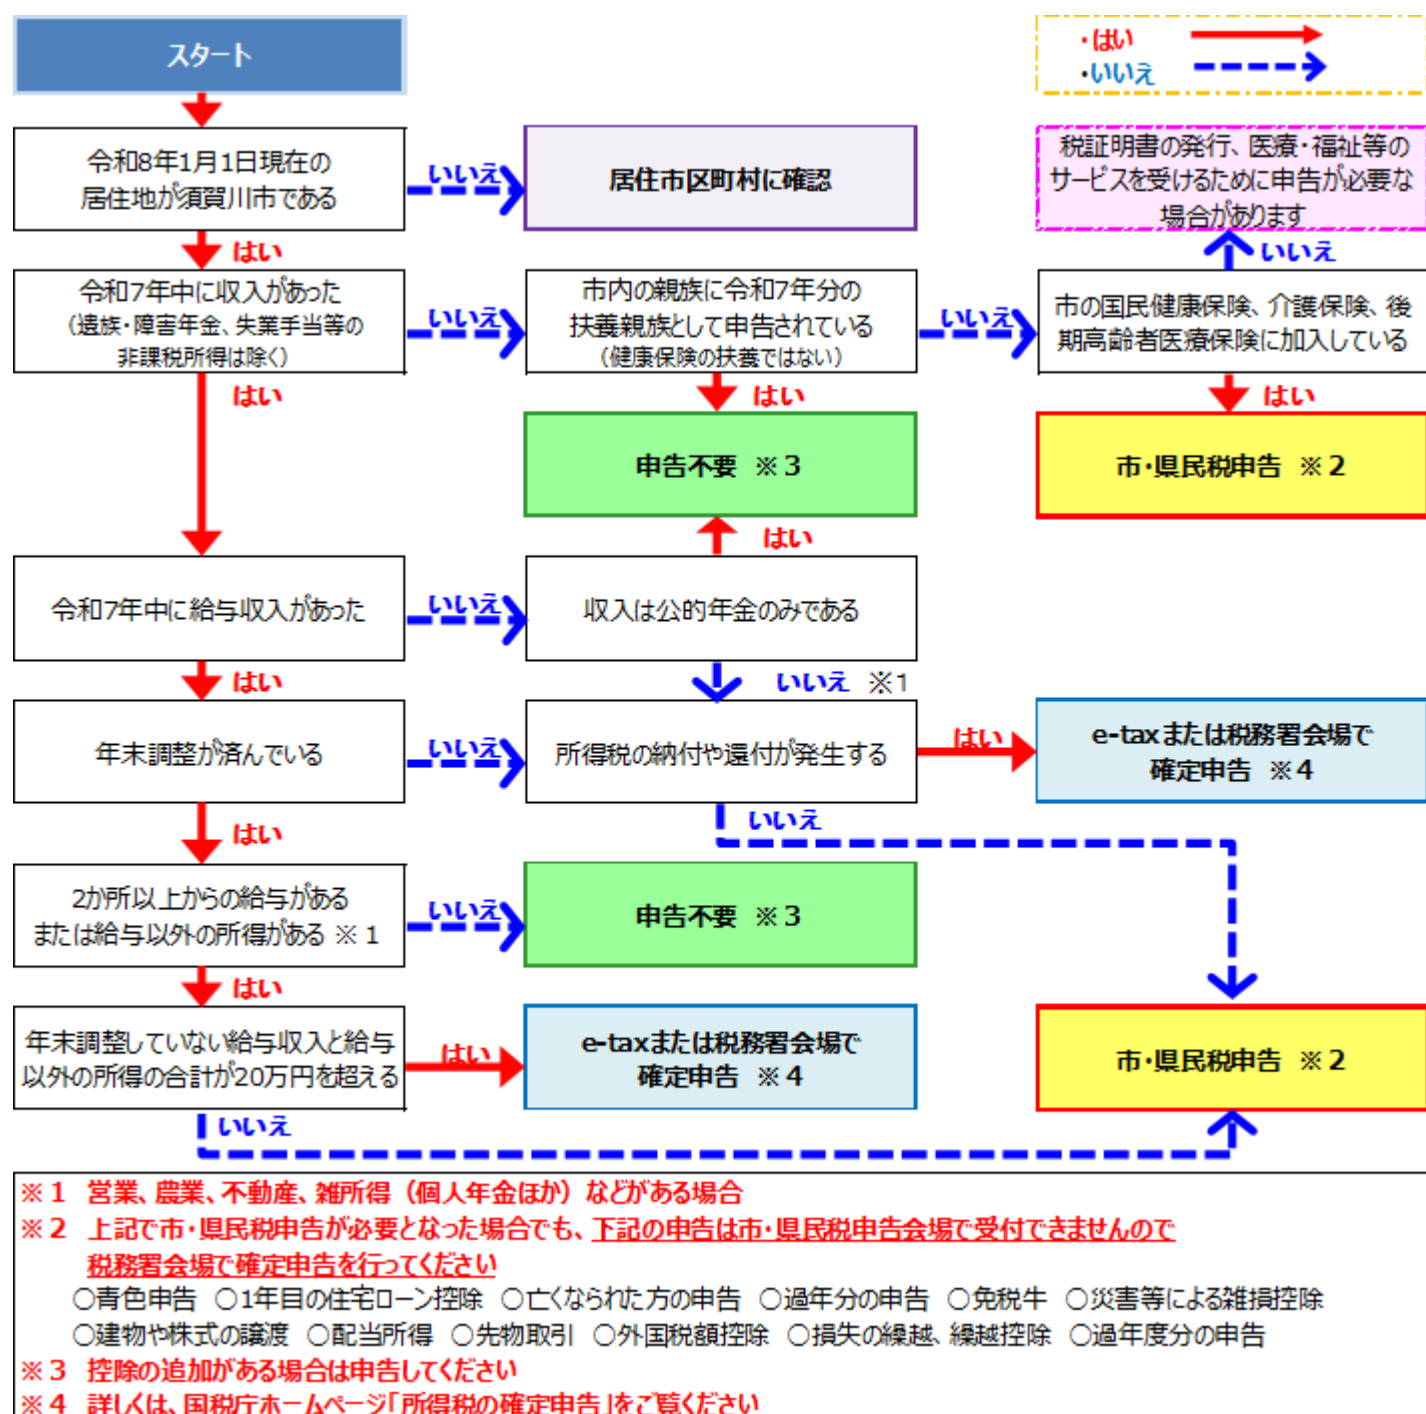 スタート
・はい
・いいえ
令和8年1月1日現在の
居住地が須賀川市である
いいえ
居住市区町村に確認
税証明書の発行、医療・福祉等の
サービスを受けるために申告が必要な
場合があります
はい
いいえ
令和7年中に収入があった
（遺族・障害年金、失業手当等の
非課税所得は除く）
いいえ
市内の親族に令和7年分の
扶養親族として申告されている
（健康保険の扶養ではない）
いいえ
市の国民健康保険、介護保険、後
期高齢者医療保険に加入している
はい
はい
はい
申告不要 ※３
市・県民税申告 ※２
はい
令和7年中に給与収入があった
いいえ
収入は公的年金のみである
はい
いいえ ※1
年末調整が済んでいる
いいえ
所得税の納付や還付が発生する
はい
e-taxまたは税務署会場で
確定申告 ※４
はい
いいえ
2か所以上からの給与がある
または給与以外の所得がある ※１
いいえ
申告不要 ※３
はい
年末調整していない給与収入と給与
以外の所得の合計が20万円を超える
はい
e-taxまたは税務署会場で
確定申告 ※４
市・県民税申告 ※２
いいえ
※１ 営業、農業、不動産、雑所得（個人年金ほか）などがある場合
※２ 上記で市・県民税申告が必要となった場合でも、下記の申告は市・県民税申告会場で受付できませんので
税務署会場で確定申告を行ってください
○青色申告 ○1年目の住宅ローン控除 ○亡くなられた方の申告 ○過年分の申告 ○免税牛 ○災害等による雑損控除
○建物や株式の譲渡 ○配当所得 ○先物取引 ○外国税額控除 ○損失の繰越、繰越控除 ○過年度分の申告
※３ 控除の追加がある場合は申告してください
※４ 詳しくは、国税庁ホームページ「所得税の確定申告」をご覧ください